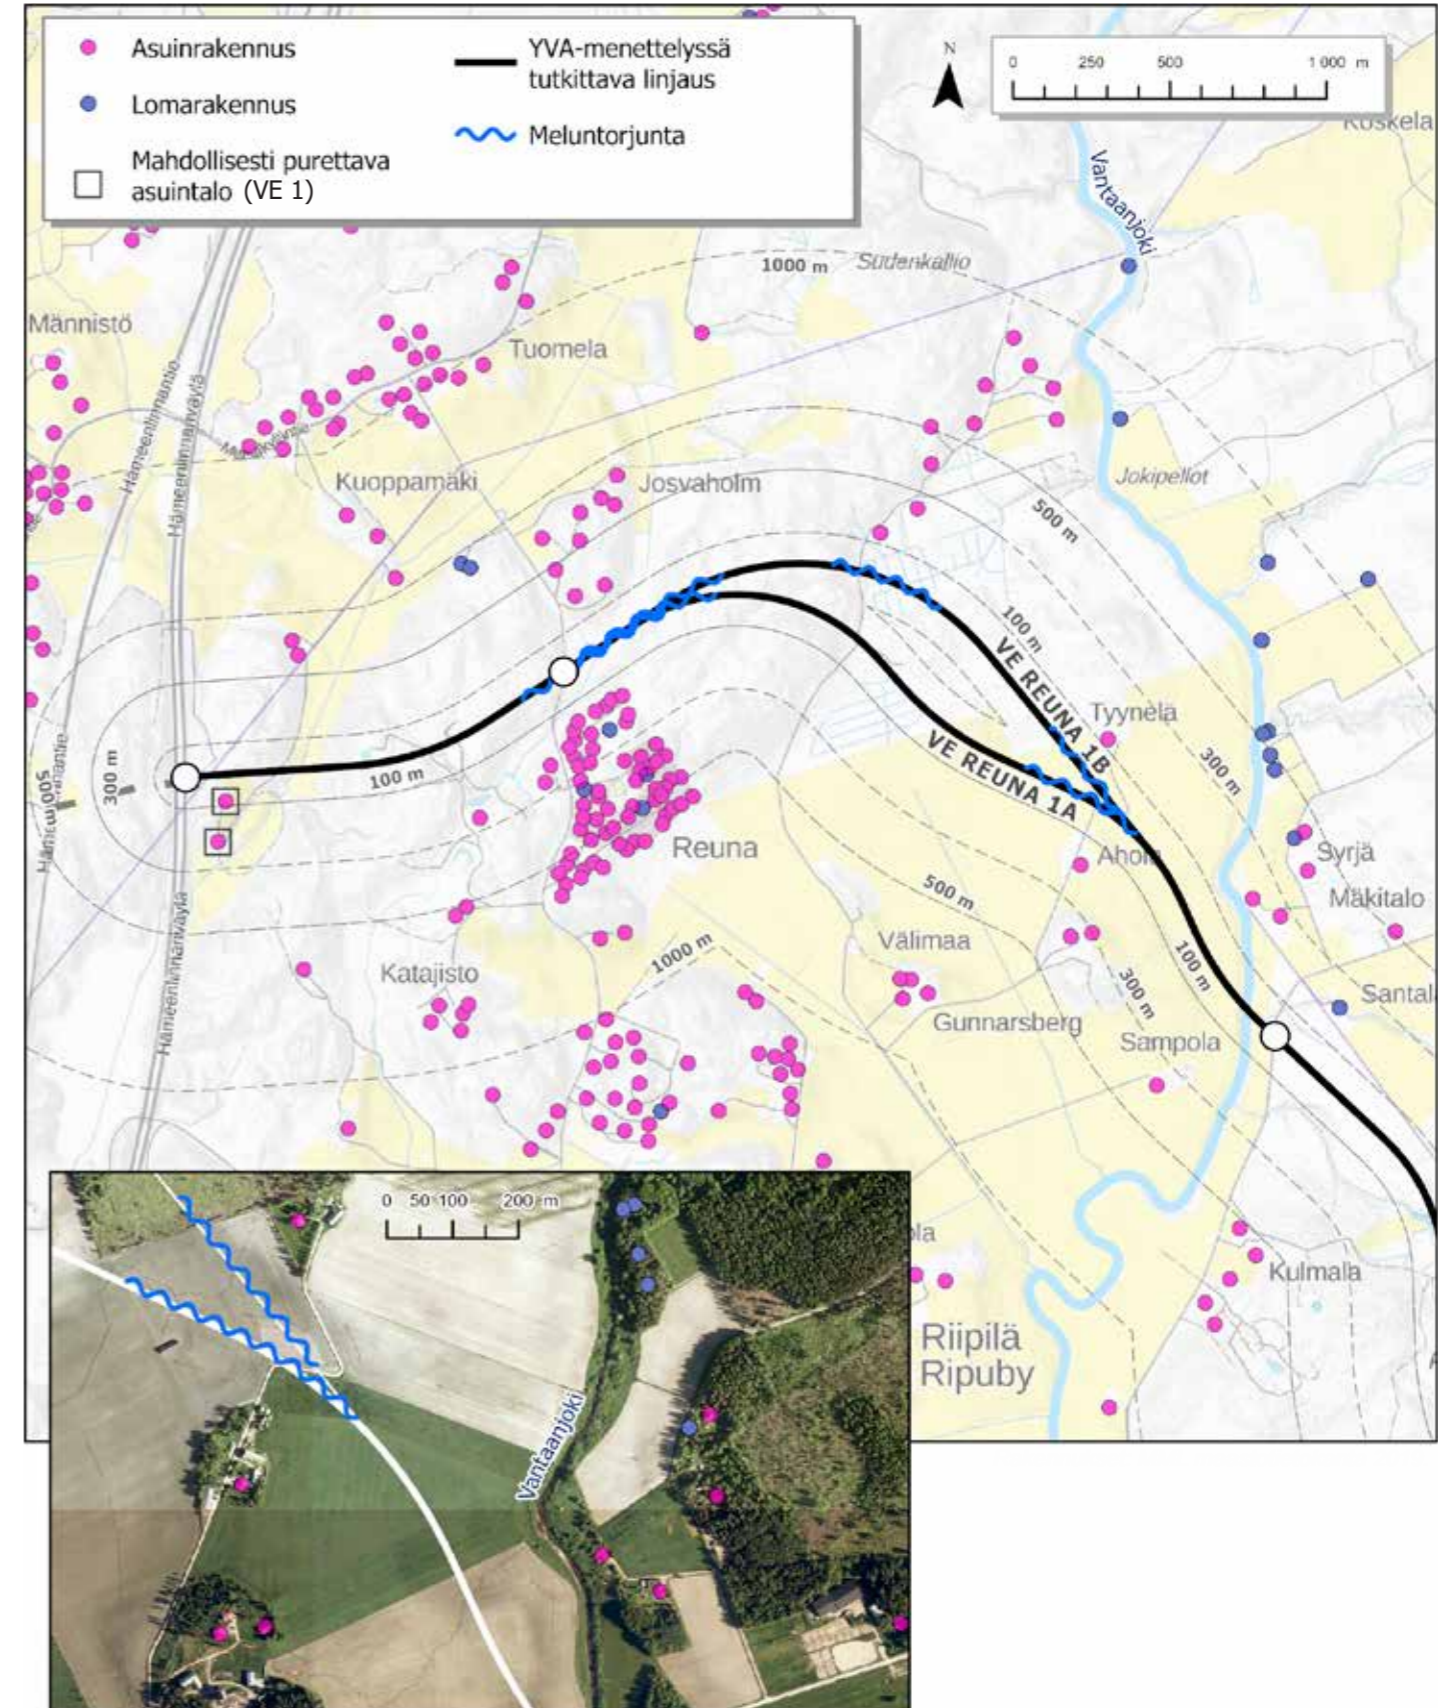 Asuinrakennus
Lomarakennus
Mahdollisesti purettava
asuintalo (VE 1)
YVA-menettelyssä
tutkittava linjaus
Meluntorjunta
N
0 250 500 1 000 m
Koskela
Vantaanjoki
1000 m
Sudenkallio
Männistö
Tuomela
Hämeenlinnantie
Hämeenlinnanväylä
Kuoppamäki
Josvaholm
Jokipellot
500 m
100 m
VE REUNA 1B
Tyynelä
300 m
VE REUNA 1A
300 m
500 m
100 m
Hämeenlinnanväylä
Reuna
Ahola
Syrjä
Mäkitalo
500 m
Välimaa
1000 m
100 m
Katajisto
300 m
Santal
Gunnarsberg
Sampola
Kulmala
Riipilä
Ripuby
0 50 100 200 m
Vantaanjoki